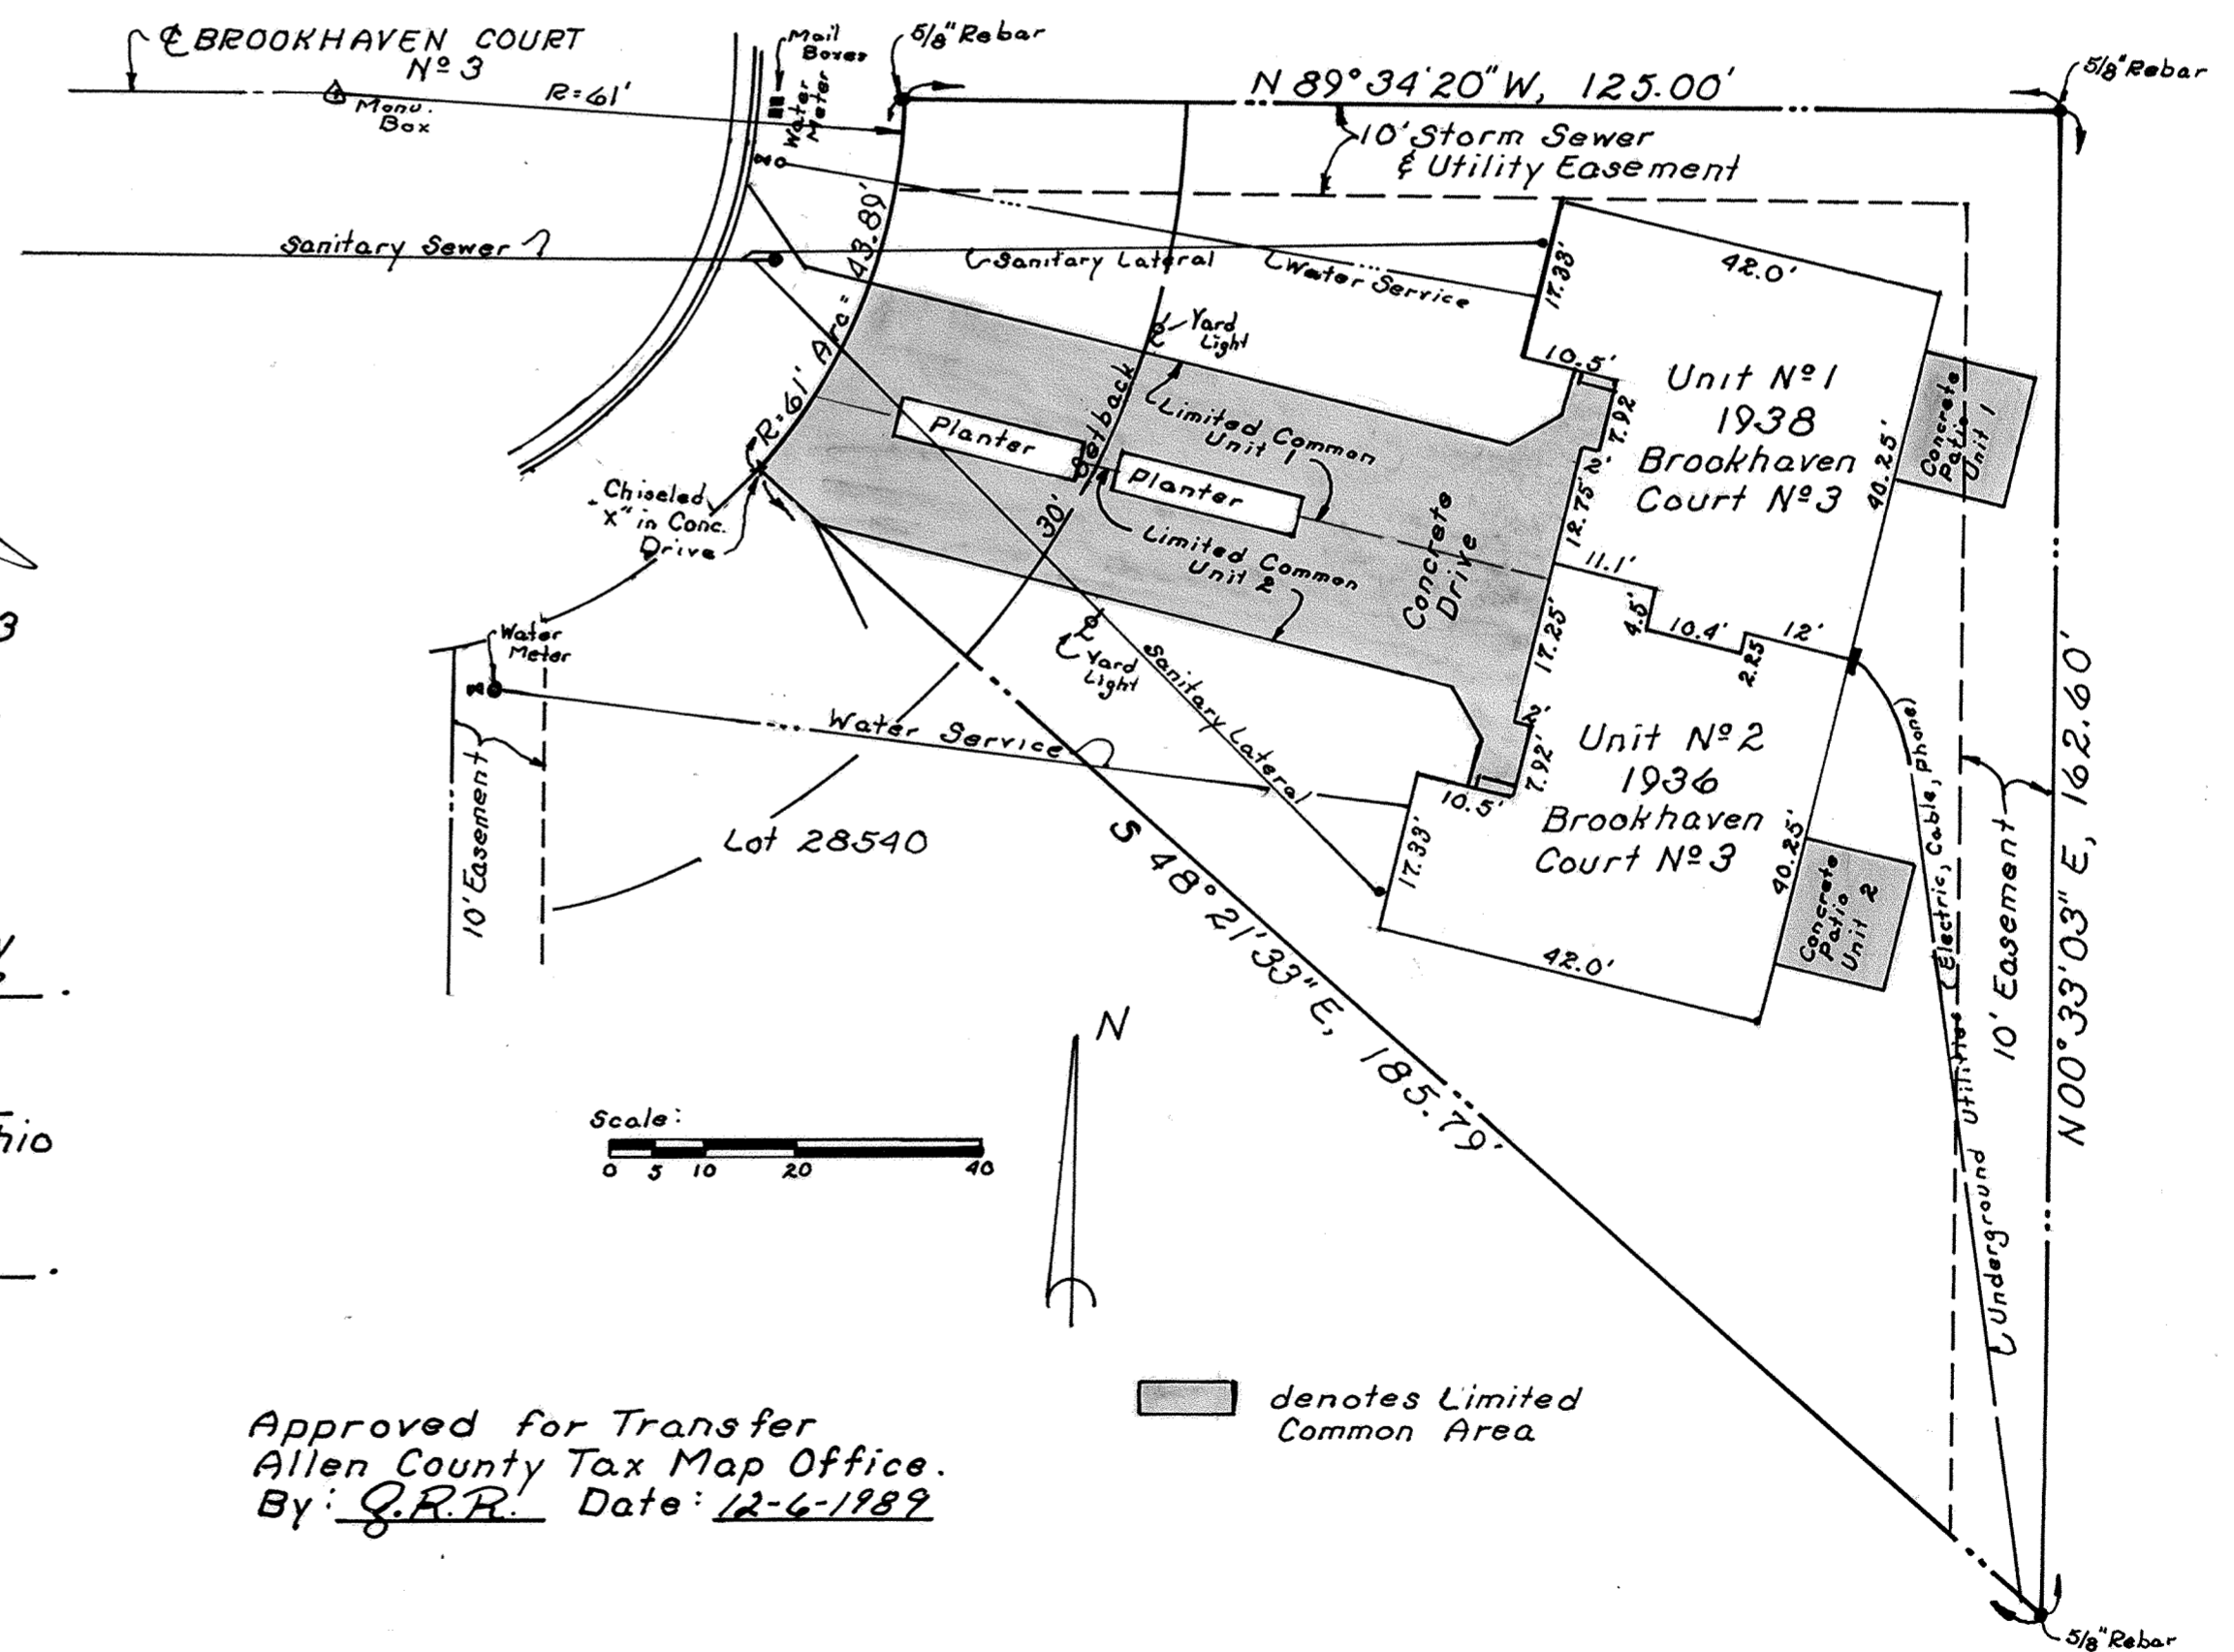 ℄ BROOKHAVEN COURT
Nº 3
Mail
Boxes
5/8" Rebar
N 89° 34' 20" W, 125.00'
5/8" Rebar
Monu.
Box
R=61'
Water
Meter
10' Storm Sewer
& Utility Easement
Sanitary Sewer
Sanitary Lateral
Water Service
17.33'
42.0'
R=61' Arc= 43.89'
Yard
Light
10.5'
7.92'
2'
12.75'
Unit Nº 1
1938
Brookhaven
Court Nº 3
40.25'
Concrete
Patio
Unit 1
Planter
Planter
30' Setback
Limited Common
Unit 1
Limited Common
Unit 2
Concrete
Drive
Chiseled
"X" in Conc.
Drive
11.1'
4.5'
10.4'
2.25
12'
17.25'
2'
7.92'
3
Water
Meter
Yard
Light
Sanitary Lateral
Water Service
10.5'
17.33'
Unit Nº 2
1936
Brookhaven
Court Nº 3
40.25'
Concrete
Patio
Unit 2
42.0'
10' Easement
Lot 28540
S 48° 21' 33" E, 185.79'
Underground Utilities (Electric, Cable, phone)
10' Easement
N 00° 33' 03" E, 162.60'
N
hio
Scale:
0 5 10 20 40
denotes Limited
Common Area
Approved for Transfer
Allen County Tax Map Office.
By: J.R.R. Date: 12-6-1989
5/8" Rebar